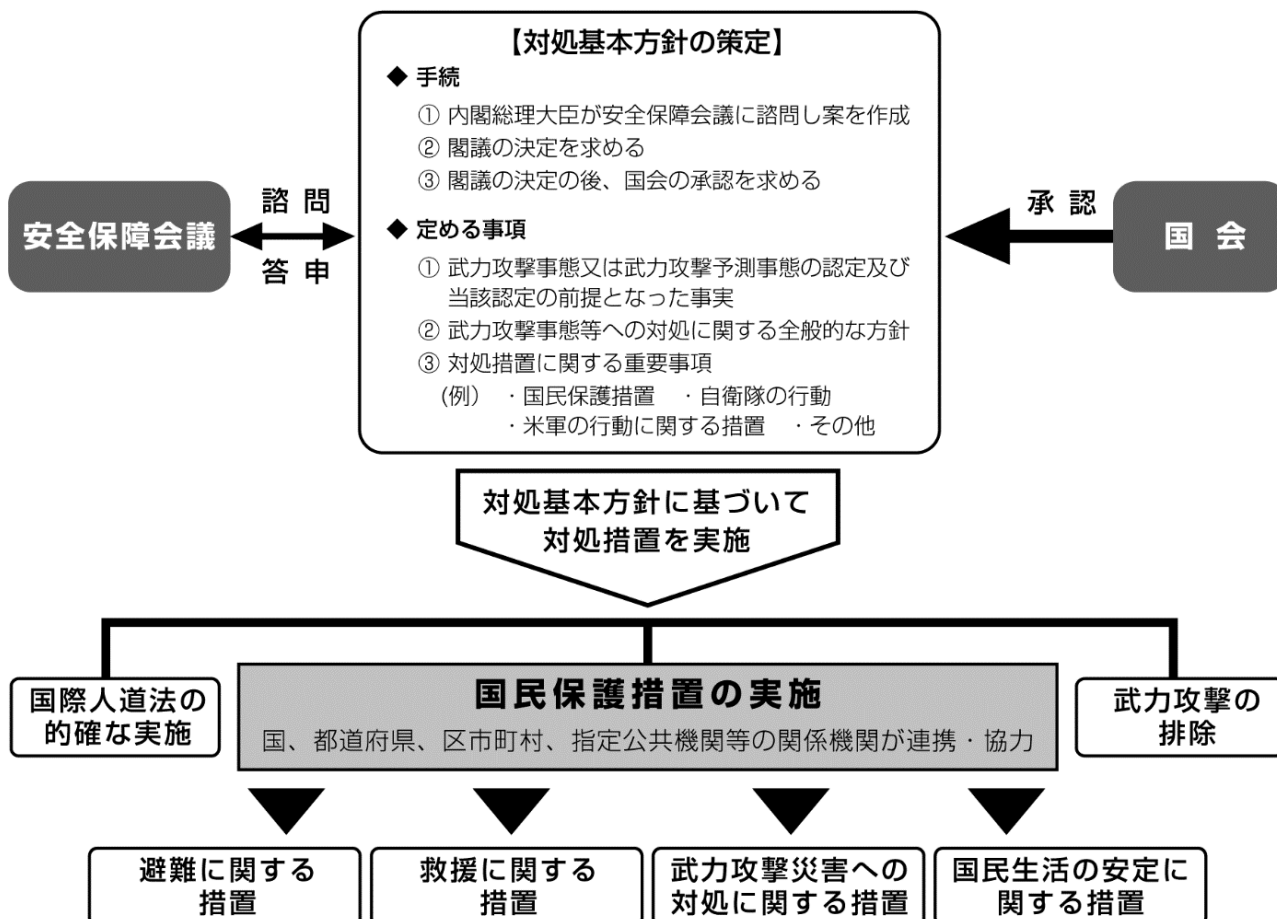 【対処基本方針の策定】
◆ 手続
① 内閣総理大臣が安全保障会議に諮問し案を作成
② 閣議の決定を求める
③ 閣議の決定の後、国会の承認を求める
◆ 定める事項
① 武力攻撃事態又は武力攻撃予測事態の認定及び
当該認定の前提となった事実
② 武力攻撃事態等への対処に関する全般的な方針
③ 対処措置に関する重要事項
(例) ・国民保護措置 ・自衛隊の行動
・米軍の行動に関する措置 ・その他
安全保障会議
諮問
答申
承認
国会
対処基本方針に基づいて
対処措置を実施
国際人道法の
的確な実施
国民保護措置の実施
国、都道府県、区市町村、指定公共機関等の関係機関が連携・協力
武力攻撃の
排除
避難に関する
措置
救援に関する
措置
武力攻撃災害への
対処に関する措置
国民生活の安定に
関する措置